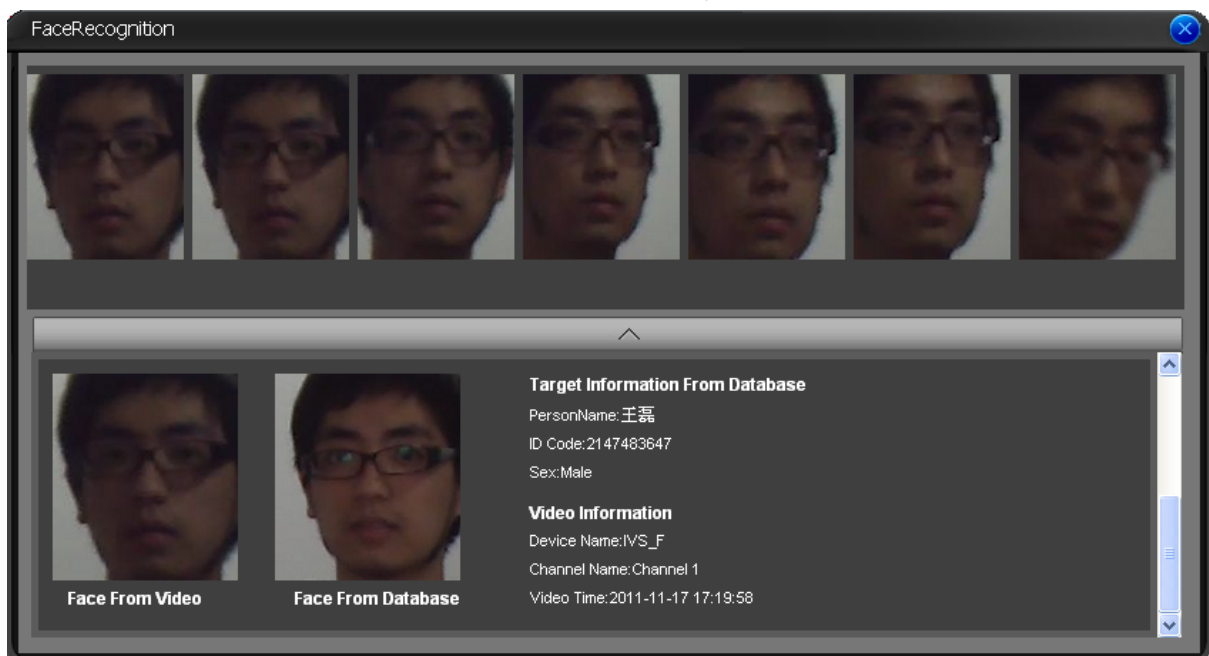 FaceRecognition
Target Information From Database
PersonName:王磊
ID Code:2147483647
Sex:Male
Video Information
Device Name:IVS_F
Channel Name:Channel 1
Video Time:2011-11-17 17:19:58
Face From Video
Face From Database